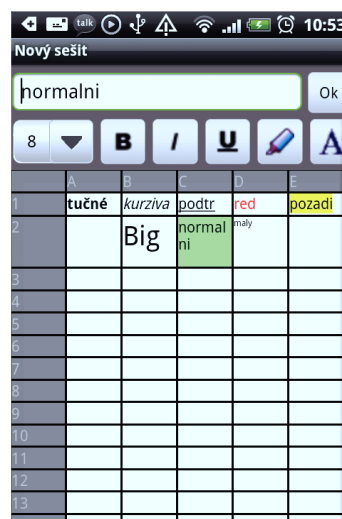 talk 10:53
Nový sešit
normalni Ok
8 B I U A
A B C D E
1 tučné kurziva podtr red pozadi
2 Big normal maly
ni
3
4
5
6
7
8
9
10
11
12
13